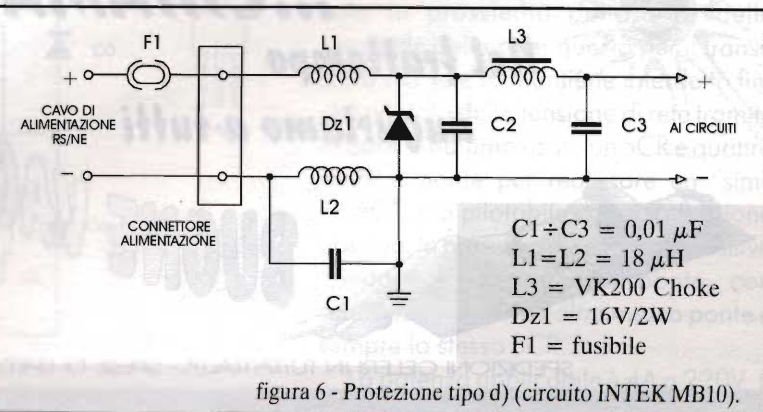 F1
L1
L3
+
+
CAVO DI
ALIMENTAZIONE
RS/NE
Dz1
C2
C3
AI CIRCUITI
−
−
L2
CONNETTORE
ALIMENTAZIONE
C1
C1÷C3 = 0,01 µF
L1=L2 = 18 µH
L3 = VK200 Choke
Dz1 = 16V/2W
F1 = fusibile
figura 6 - Protezione tipo d) (circuito INTEK MB10).